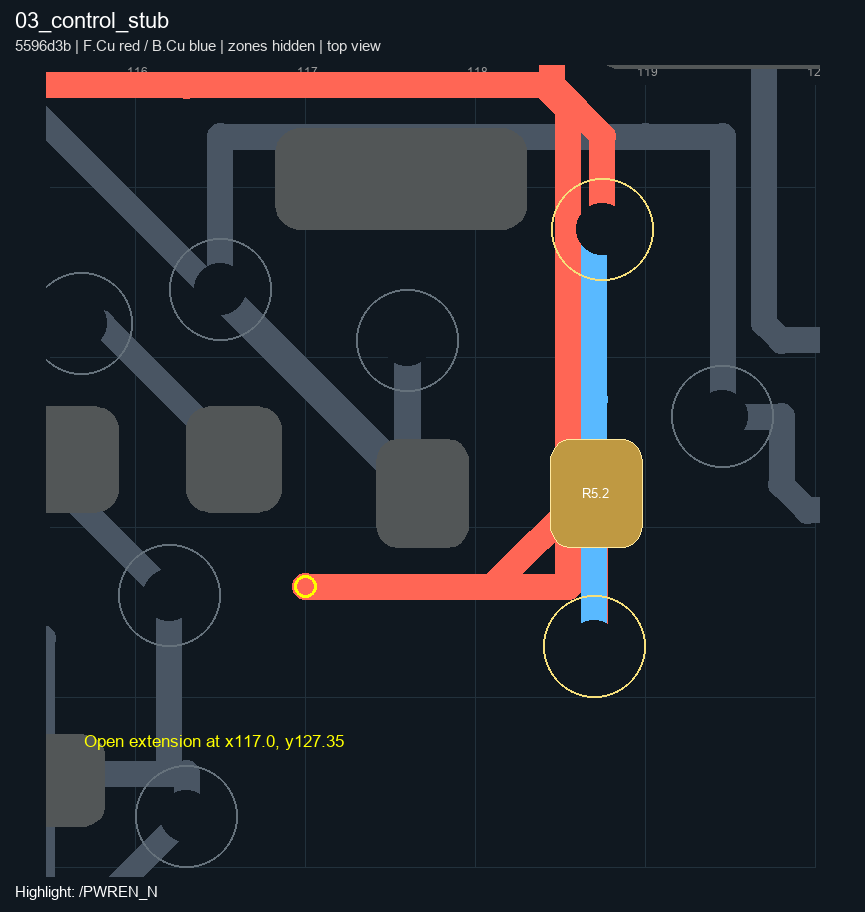 03_control_stub
5596d3b | F.Cu red / B.Cu blue | zones hidden | top view
116 117 118 119 12
R5.2
Open extension at x117.0, y127.35
Highlight: /PWREN_N